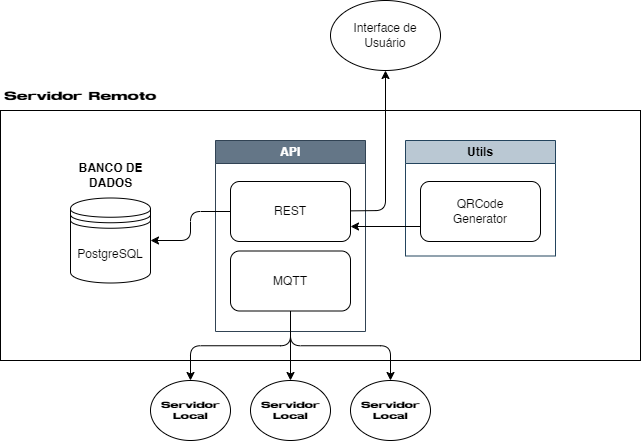 Interface de
Usuário
Servidor Remoto
API
Utils
BANCO DE
DADOS
REST
QRCode
Generator
PostgreSQL
MQTT
Servidor
Local
Servidor
Local
Servidor
Local